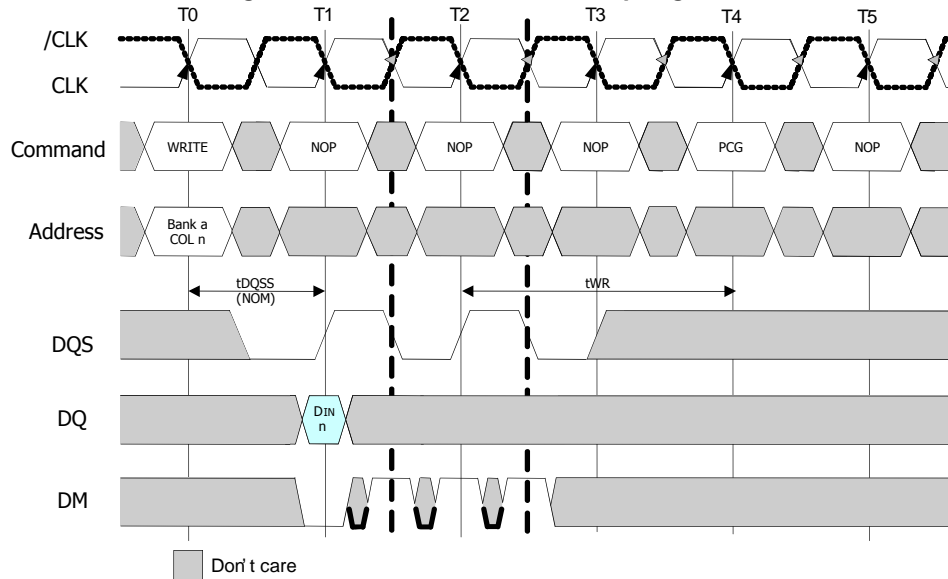 T0 T1 T2 T3 T4 T5
/CLK
CLK
Command WRITE NOP NOP NOP PCG NOP
Address Bank a
COL n
tDQSS
(NOM)
tWR
DQS
DQ DIN
n
DM
Don't care